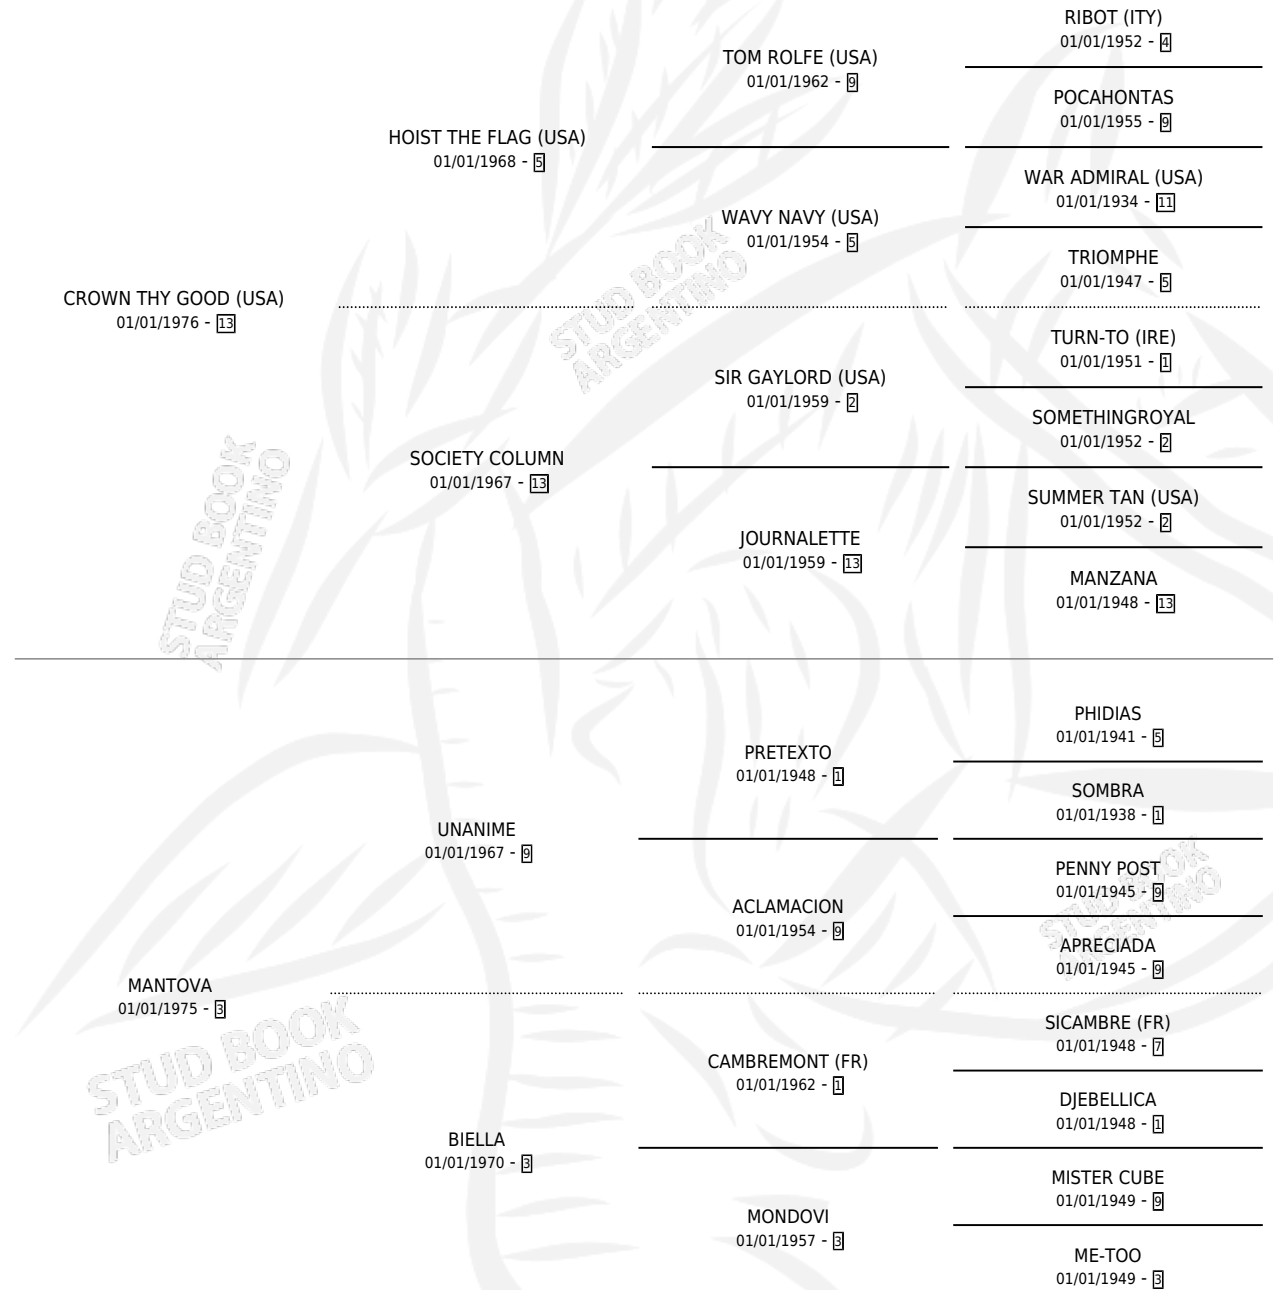 RIBOT (ITY)
01/01/1952 - 4
TOM ROLFE (USA)
01/01/1962 - 9
POCAHONTAS
01/01/1955 - 9
HOIST THE FLAG (USA)
01/01/1968 - 5
WAR ADMIRAL (USA)
01/01/1934 - 11
WAVY NAVY (USA)
01/01/1954 - 5
TRIOMPHE
01/01/1947 - 5
CROWN THY GOOD (USA)
01/01/1976 - 13
TURN-TO (IRE)
01/01/1951 - 1
SIR GAYLORD (USA)
01/01/1959 - 2
SOMETHINGROYAL
01/01/1952 - 2
SOCIETY COLUMN
01/01/1967 - 13
SUMMER TAN (USA)
01/01/1952 - 2
JOURNALETTE
01/01/1959 - 13
MANZANA
01/01/1948 - 13
PHIDIAS
01/01/1941 - 5
PRETEXTO
01/01/1948 - 1
SOMBRA
01/01/1938 - 1
UNANIME
01/01/1967 - 9
PENNY POST
01/01/1945 - 9
ACLAMACION
01/01/1954 - 9
APRECIADA
01/01/1945 - 9
MANTOVA
01/01/1975 - 3
SICAMBRE (FR)
01/01/1948 - 7
CAMBREMONT (FR)
01/01/1962 - 1
DJEBELLICA
01/01/1948 - 1
BIELLA
01/01/1970 - 3
MISTER CUBE
01/01/1949 - 9
MONDOVI
01/01/1957 - 3
ME-TOO
01/01/1949 - 3
STUD BOOK
ARGENTINO
STUD BOOK
ARGENTINO
STUD BOOK
ARGENTINO
STUD BOOK
ARGENTINO